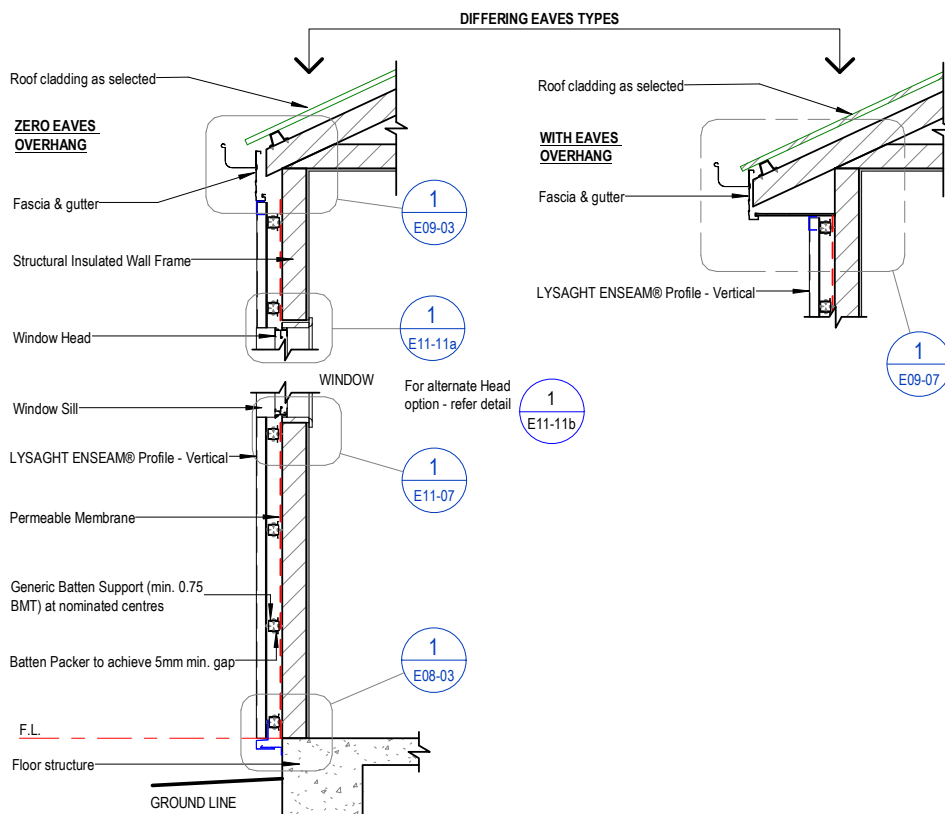 DIFFERING EAVES TYPES
Roof cladding as selected
ZERO EAVES
OVERHANG
Fascia & gutter
1
E09-03
Structural Insulated Wall Frame
Window Head
1
E11-11a
Roof cladding as selected
WITH EAVES
OVERHANG
Fascia & gutter
LYSAGHT ENSEAM® Profile - Vertical
1
E09-07
WINDOW
For alternate Head
option - refer detail
1
E11-11b
Window Sill
LYSAGHT ENSEAM® Profile - Vertical
1
E11-07
Permeable Membrane
Generic Batten Support (min. 0.75
BMT) at nominated centres
Batten Packer to achieve 5mm min. gap
1
E08-03
F.L.
Floor structure
GROUND LINE